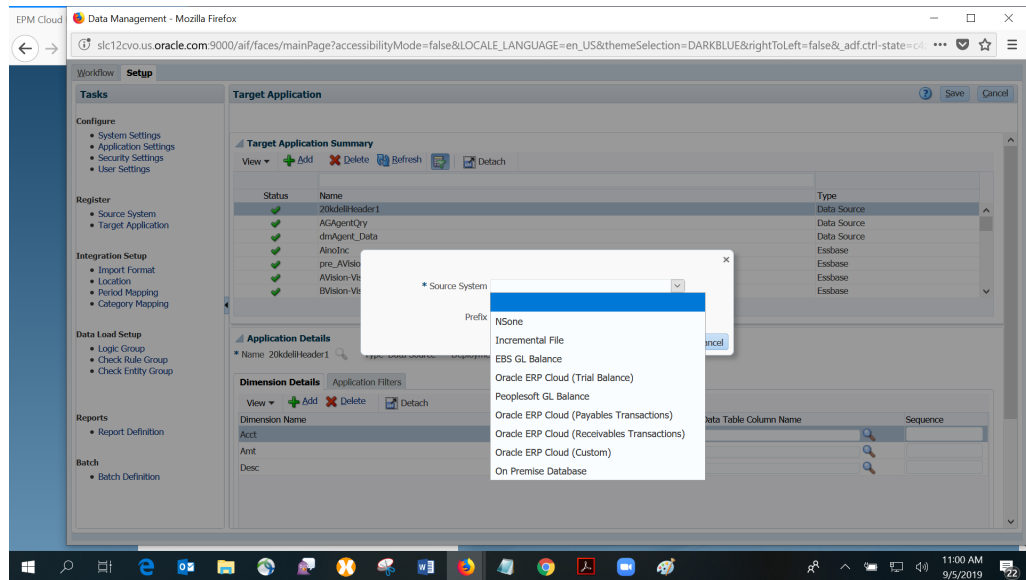 EPM Cloud
Data Management - Mozilla Firefox
slc12cvo.us.oracle.com:9000/aif/faces/mainPage?accessibilityMode=false&LOCALE_LANGUAGE=en_US&themeSelection=DARKBLUE&rightToLeft=false&_adf.ctrl-state=
Workflow Setup
Tasks
Target Application
Save Cancel
Configure
System Settings
Application Settings
Security Settings
User Settings
Register
Source System
Target Application
Integration Setup
Import Format
Location
Period Mapping
Category Mapping
Data Load Setup
Logic Group
Check Rule Group
Check Entity Group
Reports
Report Definition
Batch
Batch Definition
Target Application Summary
View Add Delete Refresh Detach
Status Name Type
20kdeliHeader1 Data Source
AGAgentQry Data Source
dmAgent_Data Data Source
AinoInc Essbase
pre_AVisio Essbase
AVision-Vis Essbase
BVision-Vis Essbase
* Source System
Prefix
ncel
NSone
Incremental File
EBS GL Balance
Oracle ERP Cloud (Trial Balance)
Peoplesoft GL Balance
Oracle ERP Cloud (Payables Transactions)
Oracle ERP Cloud (Receivables Transactions)
Oracle ERP Cloud (Custom)
On Premise Database
Application Details
* Name 20kdeliHeader1 Type Data Source Deployme
Dimension Details Application Filters
View Add Delete Detach
Dimension Name Data Table Column Name Sequence
Acct
Amt
Desc
11:00 AM
9/5/2019
22